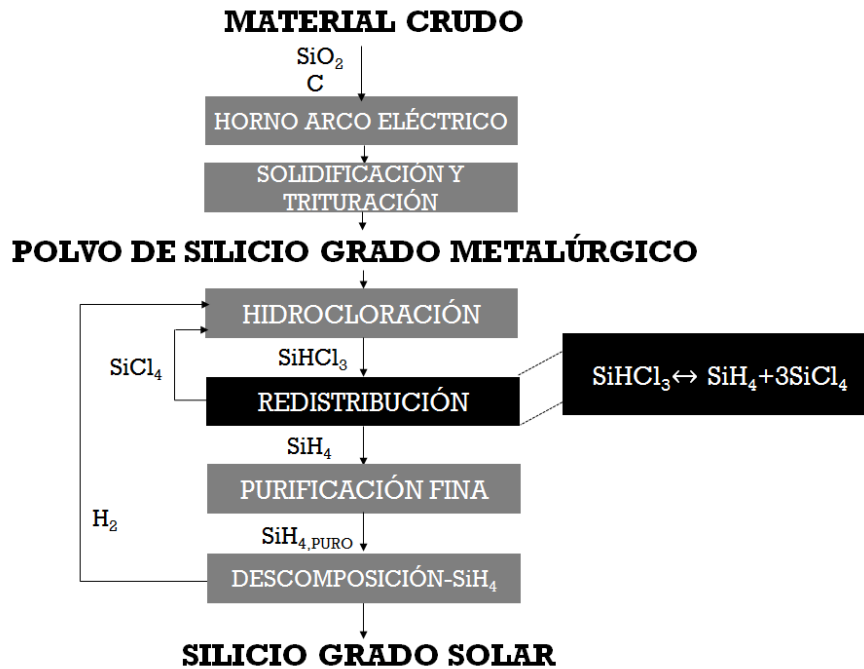 MATERIAL CRUDO
SiO₂
C
HORNO ARCO ELÉCTRICO
SOLIDIFICACIÓN Y
TRITURACIÓN
POLVO DE SILICIO GRADO METALÚRGICO
HIDROCLORACIÓN
SiHCl₃
SiCl₄
REDISTRIBUCIÓN
SiHCl₃↔ SiH₄+3SiCl₄
SiH₄
PURIFICACIÓN FINA
H₂
SiH₄,PURO
DESCOMPOSICIÓN-SiH₄
SILICIO GRADO SOLAR